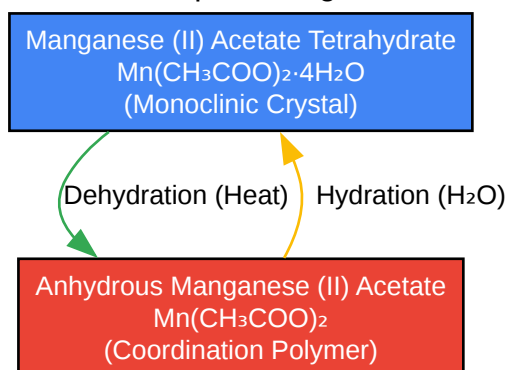 Manganese (II) Acetate Tetrahydrate
Mn(CH₃COO)₂·4H₂O
(Monoclinic Crystal)
Dehydration (Heat)
Hydration (H₂O)
Anhydrous Manganese (II) Acetate
Mn(CH₃COO)₂
(Coordination Polymer)